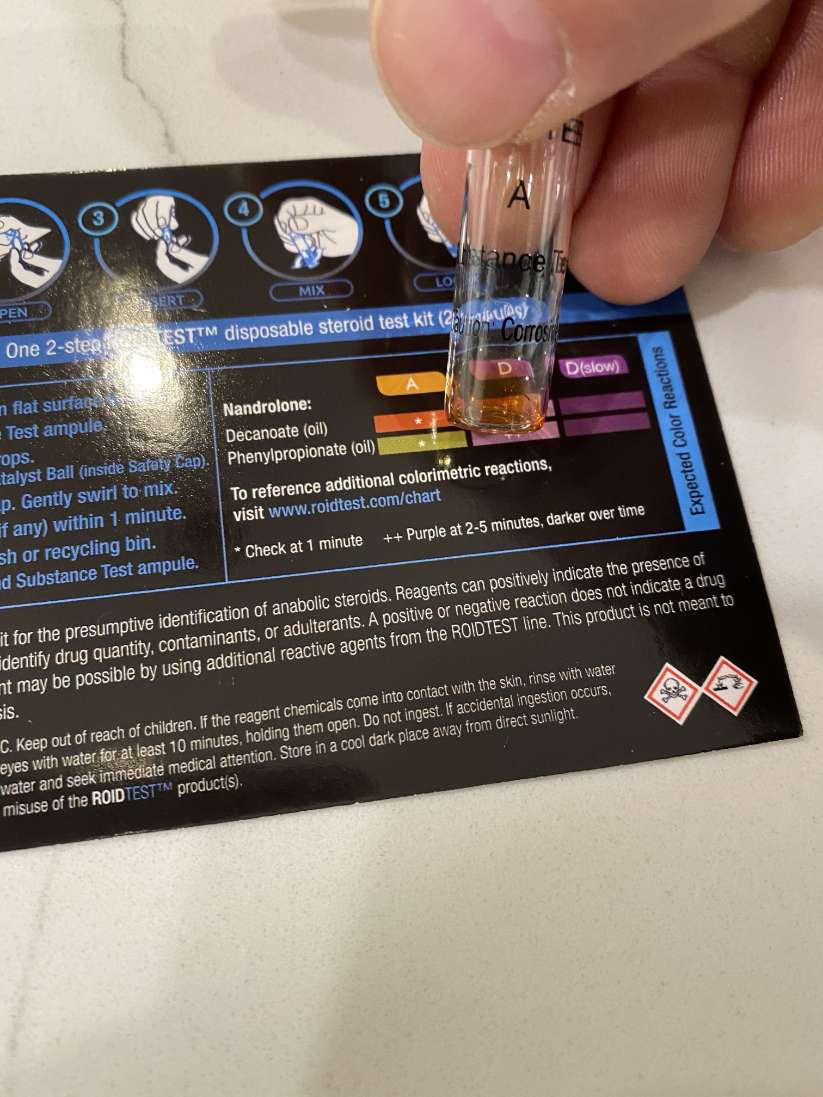 3
4
5
PEN
SERT
MIX
LO
A
stance Te
Corros
One 2-step TEST™ disposable steroid test kit (2
n flat surfac
Test ampule.
rops.
talyst Ball (inside Safety Cap).
p. Gently swirl to mix.
if any) within 1 minute.
sh or recycling bin.
d Substance Test ampule.
A
D
D(slow)
Nandrolone:
Decanoate (oil)
*
Phenylpropionate (oil)
*
To reference additional colorimetric reactions,
visit www.roidtest.com/chart
* Check at 1 minute ++ Purple at 2-5 minutes, darker over time
Expected Color Reactions
it for the presumptive identification of anabolic steroids. Reagents can positively indicate the presence of
identify drug quantity, contaminants, or adulterants. A positive or negative reaction does not indicate a drug
nt may be possible by using additional reactive agents from the ROIDTEST line. This product is not meant to
sis.
C. Keep out of reach of children. If the reagent chemicals come into contact with the skin, rinse with water
eyes with water for at least 10 minutes, holding them open. Do not ingest. If accidental ingestion occurs,
water and seek immediate medical attention. Store in a cool dark place away from direct sunlight.
misuse of the ROIDTEST™ product(s).